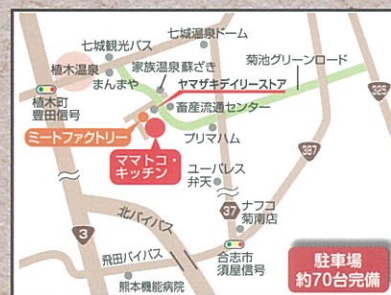 七城温泉ドーム
七城観光バス
菊池グリーンロード
植木温泉
家族温泉 蘇ざき
まんまや
ヤマザキデイリーストア
325
植木町
豊田信号
畜産流通センター
ミートファクトリー
プリマハム
ママトコ・
キッチン
387
ユーパレス
弁天
北バイパス
37
ナフコ
菊南店
3
飛田バイパス
合志市
須屋信号
駐車場
約70台完備
熊本機能病院